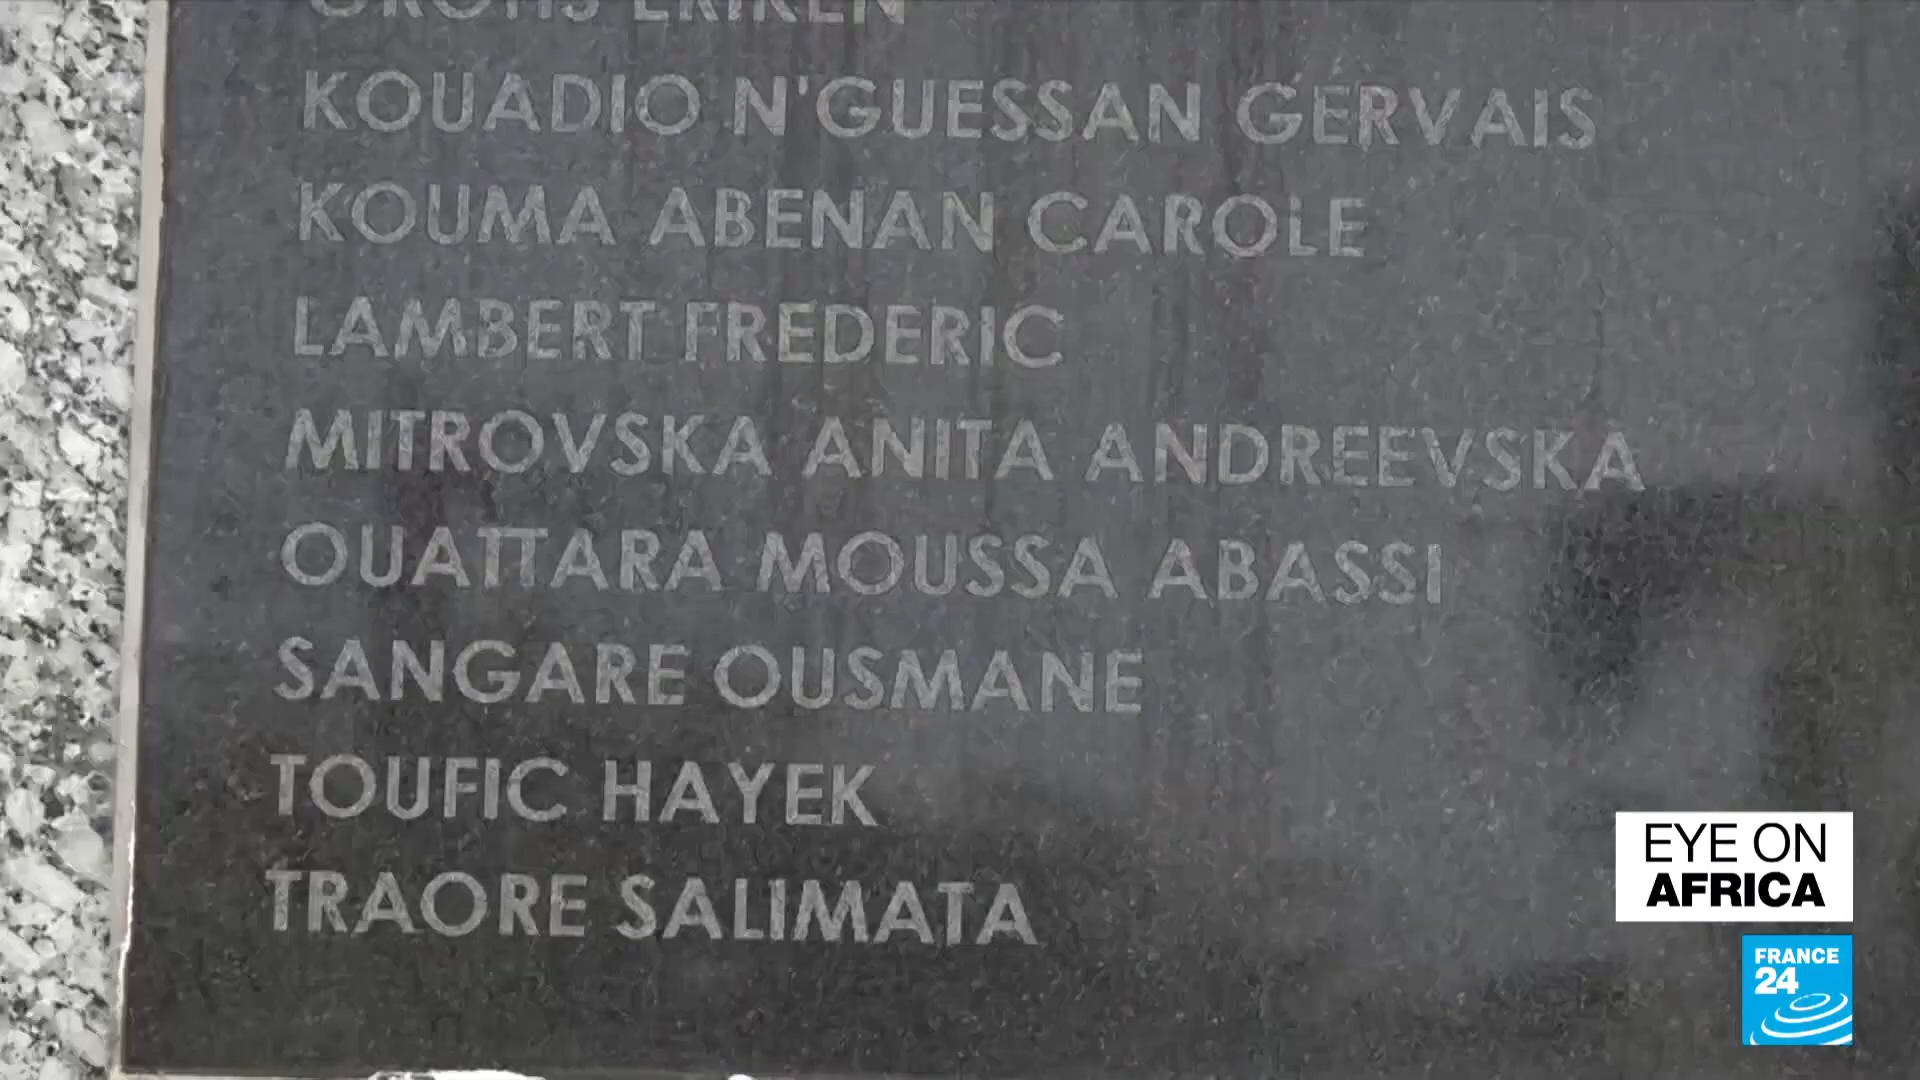 KOUADIO N'GUESSAN GERVAIS
KOUMA ABENAN CAROLE
LAMBERT FREDERIC
MITROVSKA ANITA ANDREEVSKA
OUATTARA MOUSSA ABASSI
SANGARE OUSMANE
TOUFIC HAYEK
TRAORE SALIMATA
EYE ON
AFRICA
FRANCE
24